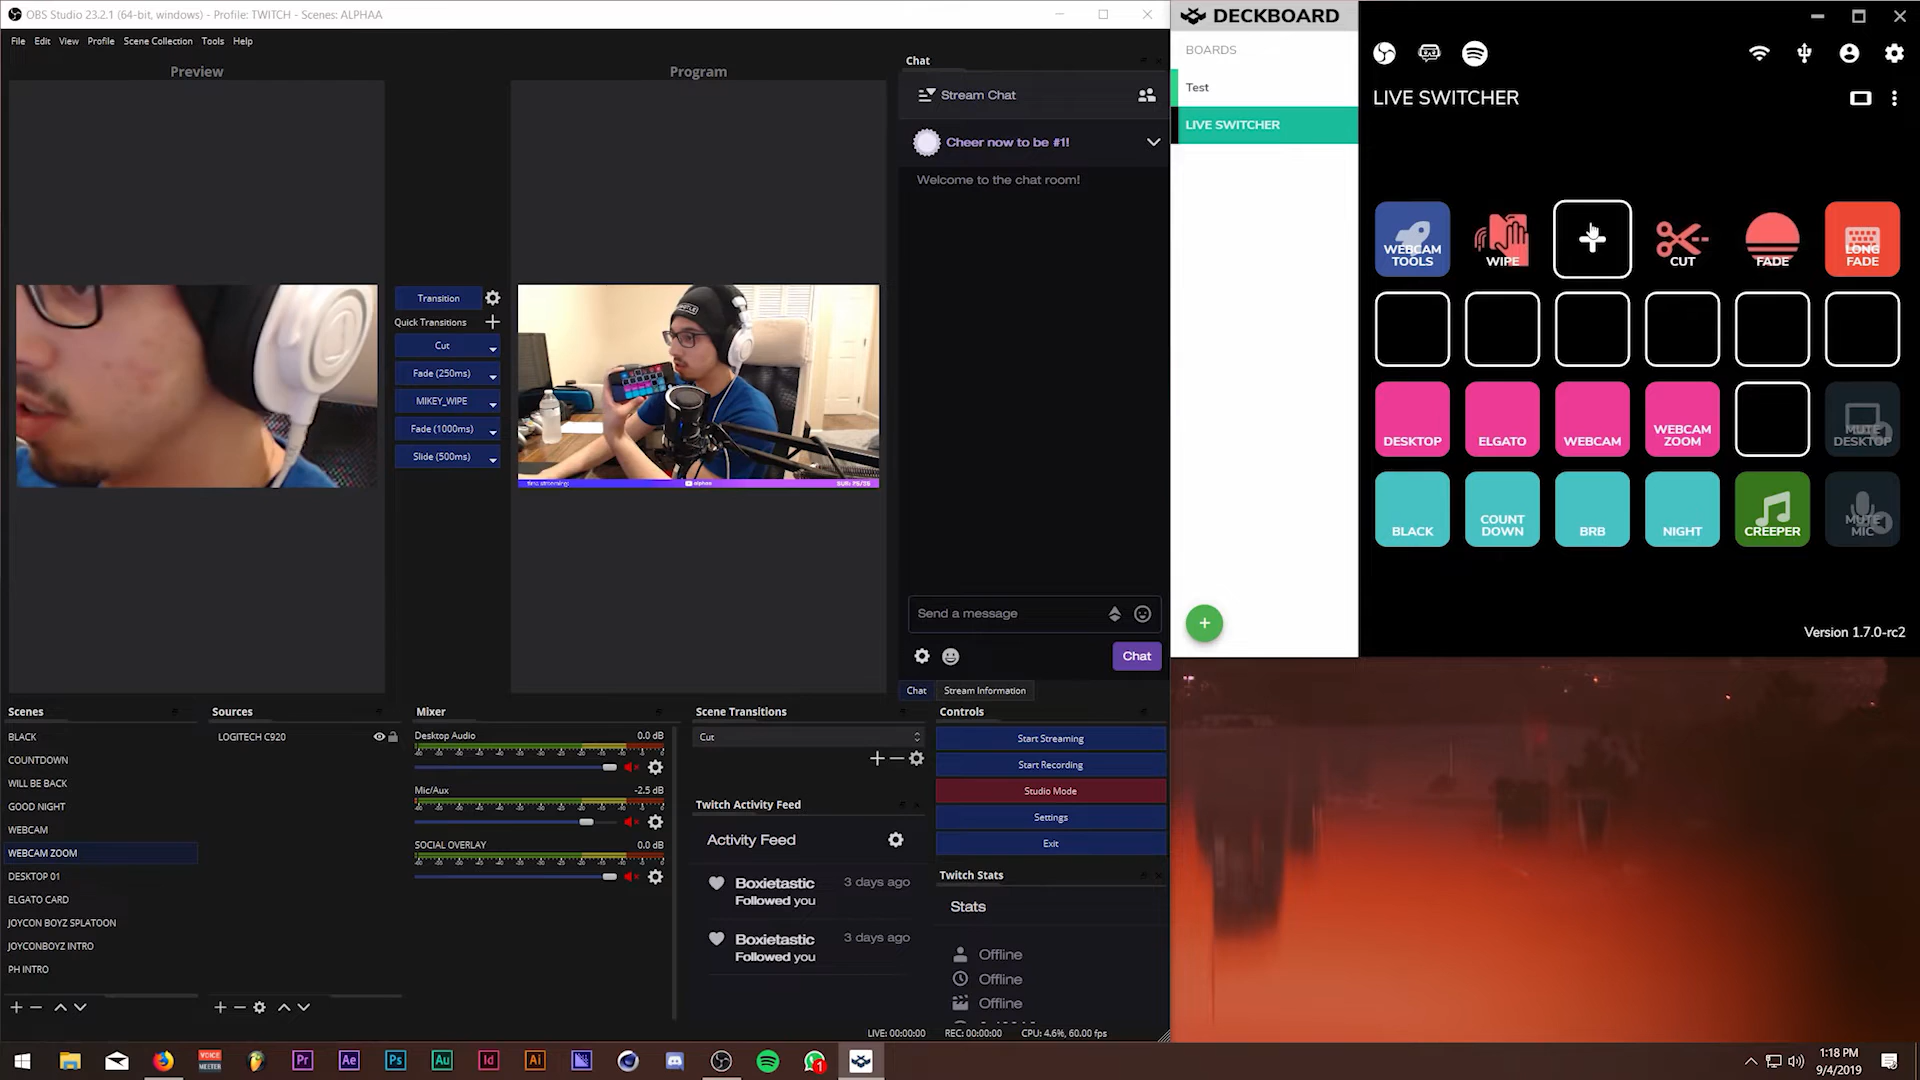 OBS Studio 23.2.1 (64-bit, windows) - Profile: TWITCH - Scenes: ALPHAA
File Edit View Profile Scene Collection Tools Help
Preview
Program
Transition
Quick Transitions
Cut
Fade (250ms)
MIKEY_WIPE
Fade (1000ms)
Slide (500ms)
Chat
Stream Chat
Cheer now to be #1!
Welcome to the chat room!
Send a message
Chat
Chat
Stream Information
DECKBOARD
BOARDS
Test
LIVE SWITCHER
LIVE SWITCHER
WEBCAM TOOLS
WIPE
CUT
FADE
LONG FADE
DESKTOP
ELGATO
WEBCAM
WEBCAM ZOOM
MUTE DESKTOP
BLACK
COUNT DOWN
BRB
NIGHT
CREEPER
MUTE MIC
Version 1.7.0-rc2
Scenes
BLACK
COUNTDOWN
WILL BE BACK
GOOD NIGHT
WEBCAM
WEBCAM ZOOM
DESKTOP 01
ELGATO CARD
JOYCON BOYZ SPLATOON
JOYCONBOYZ INTRO
PH INTRO
Sources
LOGITECH C920
Mixer
Desktop Audio 0.0 dB
Mic/Aux -2.5 dB
SOCIAL OVERLAY 0.0 dB
Scene Transitions
Cut
Twitch Activity Feed
Activity Feed
Boxietastic 3 days ago
Followed you
Boxietastic 3 days ago
Followed you
Controls
Start Streaming
Start Recording
Studio Mode
Settings
Exit
Twitch Stats
Stats
Offline
Offline
Offline
LIVE: 00:00:00 REC: 00:00:00 CPU: 4.6%, 60.00 fps
VOICE MEETER
Pr
Ae
Ps
Au
Id
Ai
1
1:18 PM
9/4/2019